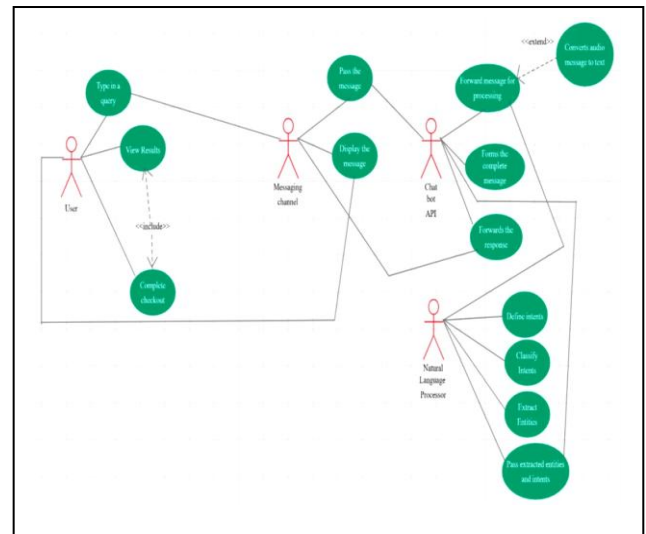 <<extend>>
Converts audio
message to text
Pass the
message
Forward message for
processing
Type in a
query
View Results
Display the
message
Forms the
complete
message
User
Messaging
channel
Chat
bot
API
<<include>>
Forwards the
response
Complete
checkout
Define intents
Classify
Intents
Natural
Language
Processor
Extract
Entities
Pass extracted entities
and intents